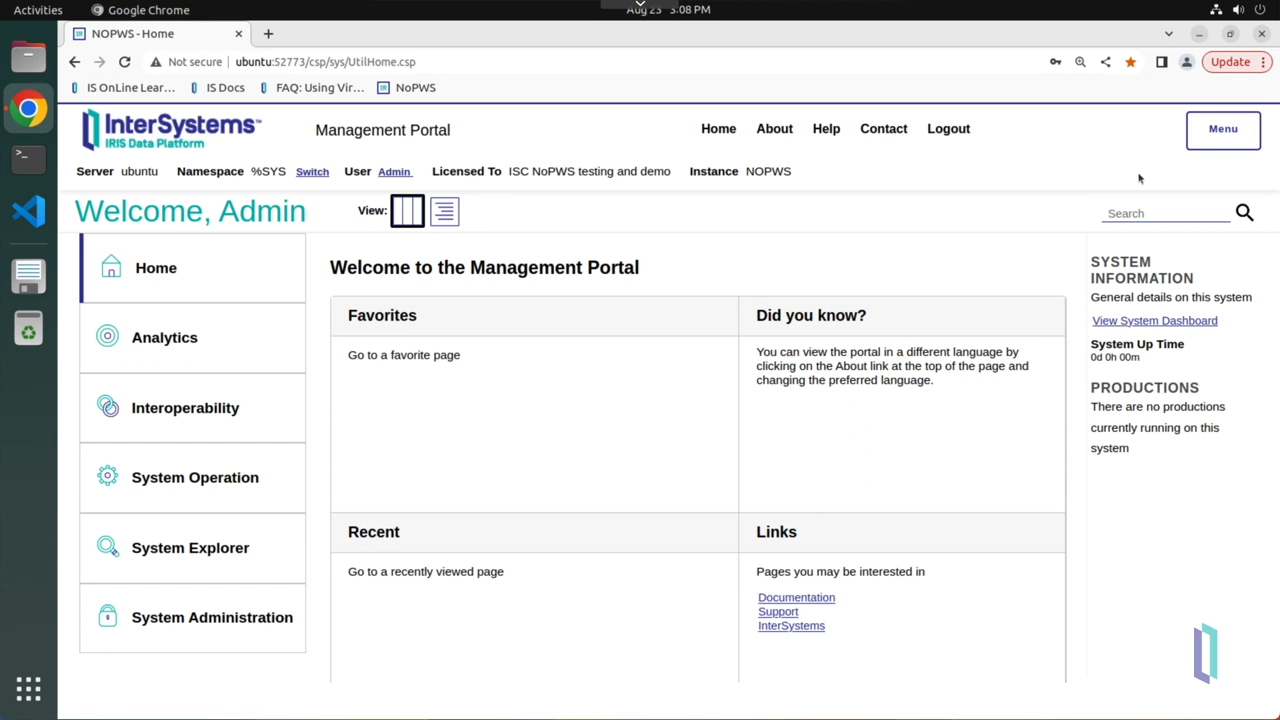 Activities
Google Chrome
Aug 23 3:08 PM
NOPWS - Home
Not secure
ubuntu:52773/csp/sys/UtilHome.csp
Update
IS OnLine Lear...
IS Docs
FAQ: Using Vir...
NoPWS
InterSystems™
IRIS Data Platform
Management Portal
Home
About
Help
Contact
Logout
Menu
Server ubuntu
Namespace %SYS Switch
User Admin
Licensed To ISC NoPWS testing and demo
Instance NOPWS
Welcome, Admin
View:
Search
Home
Analytics
Interoperability
System Operation
System Explorer
System Administration
Welcome to the Management Portal
Favorites
Go to a favorite page
Did you know?
You can view the portal in a different language by
clicking on the About link at the top of the page and
changing the preferred language.
Recent
Go to a recently viewed page
Links
Pages you may be interested in
Documentation
Support
InterSystems
SYSTEM
INFORMATION
General details on this system
View System Dashboard
System Up Time
0d 0h 00m
PRODUCTIONS
There are no productions
currently running on this
system